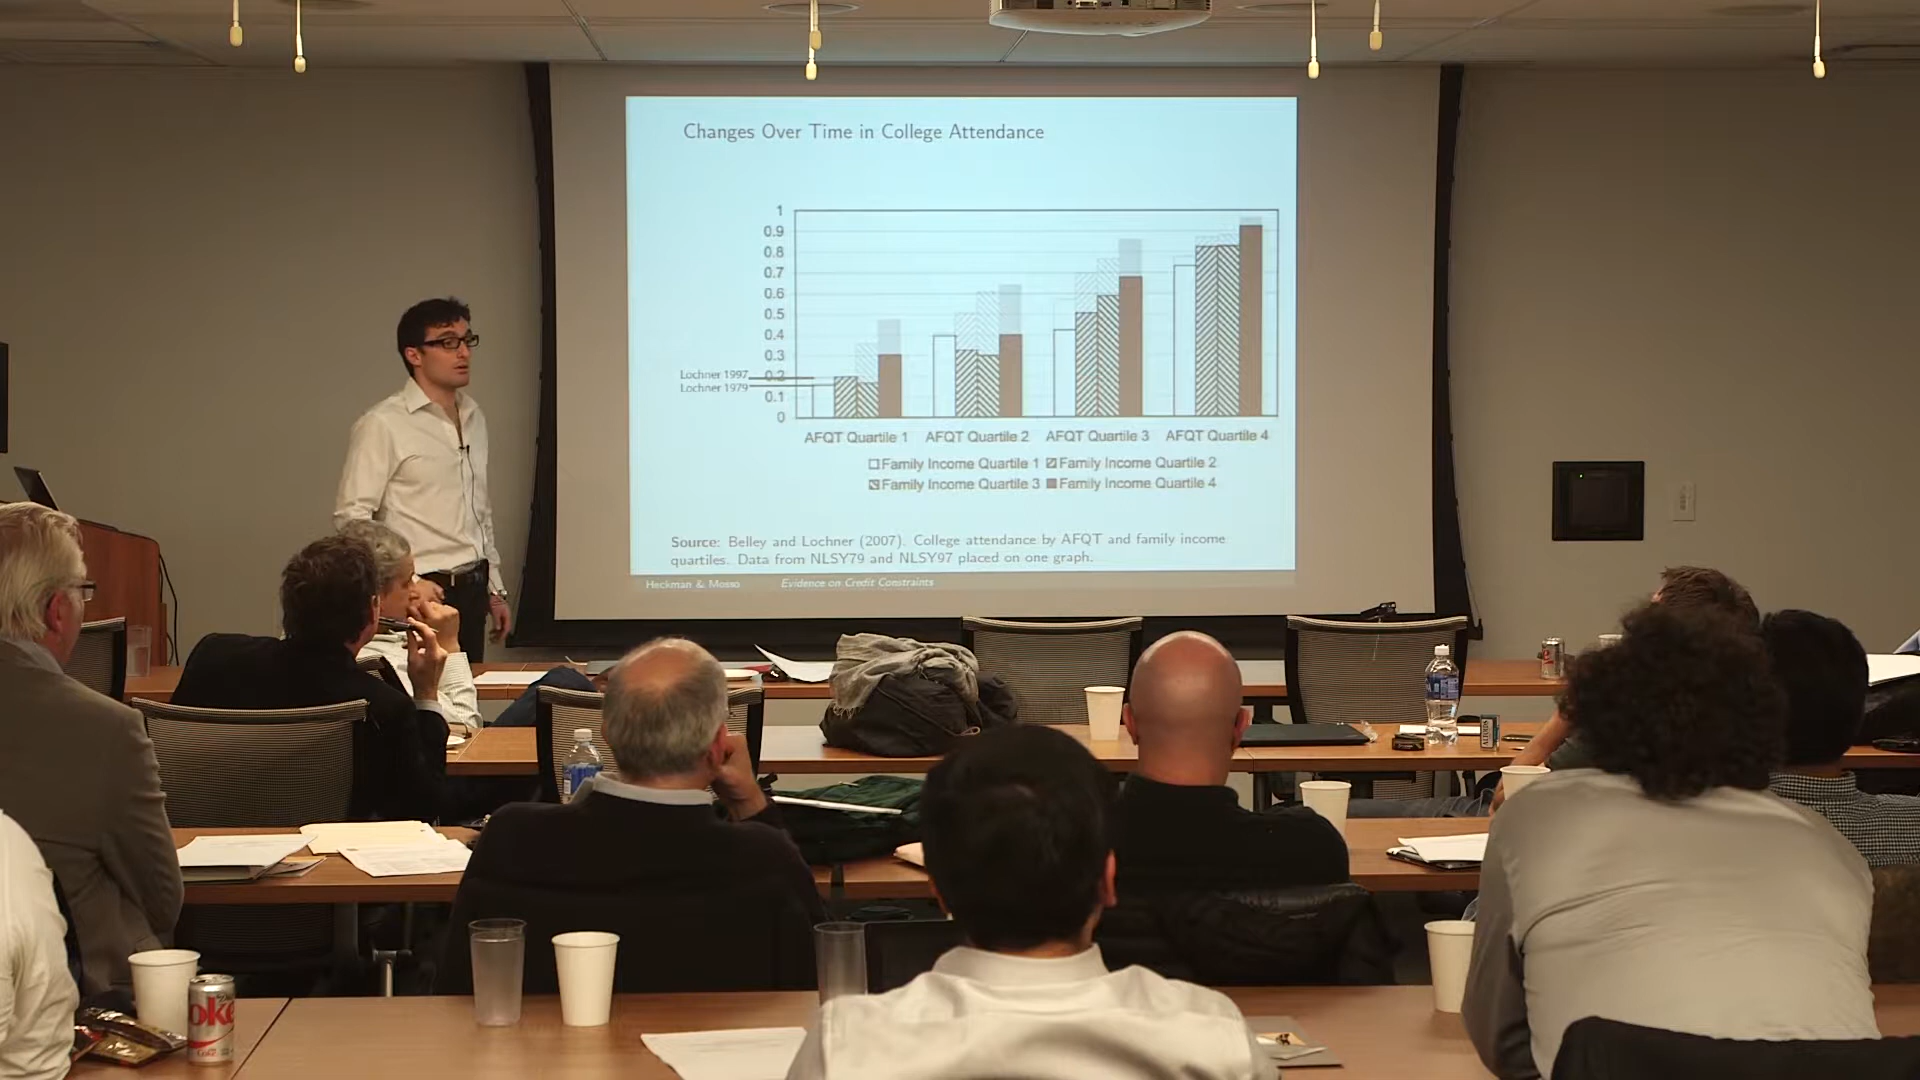 Changes Over Time in College Attendance
1
0.9
0.8
0.7
0.6
0.5
0.4
0.3
Lochner 1997 0.2
Lochner 1979
0.1
0
AFQT Quartile 1 AFQT Quartile 2 AFQT Quartile 3 AFQT Quartile 4
Family Income Quartile 1 Family Income Quartile 2
Family Income Quartile 3 Family Income Quartile 4
Source: Belley and Lochner (2007). College attendance by AFQT and family income
quartiles. Data from NLSY79 and NLSY97 placed on one graph.
Heckman & Mosso Evidence on Credit Constraints
ALTOIDS
oke